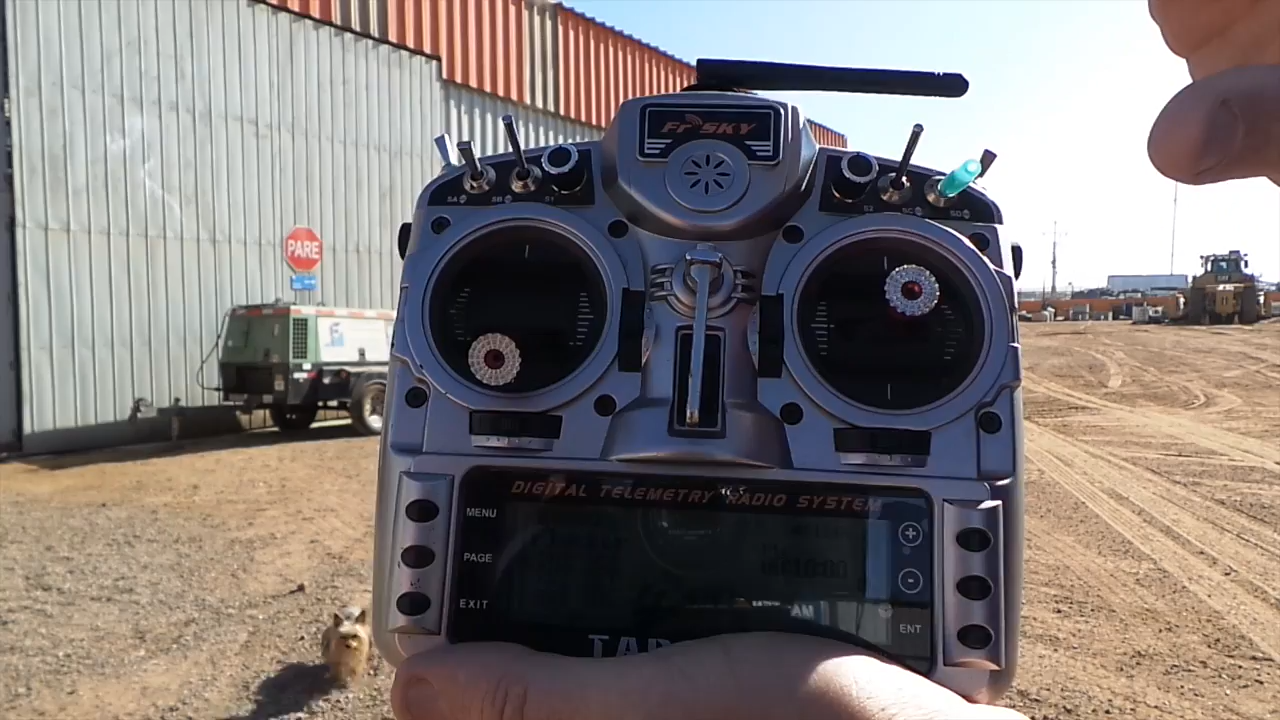 FrSKY
SA
SB
S1
S2
SC
SD
PARE
DIGITAL TELEMETRY RADIO SYSTEM
MENU
PAGE
EXIT
+
-
ENT